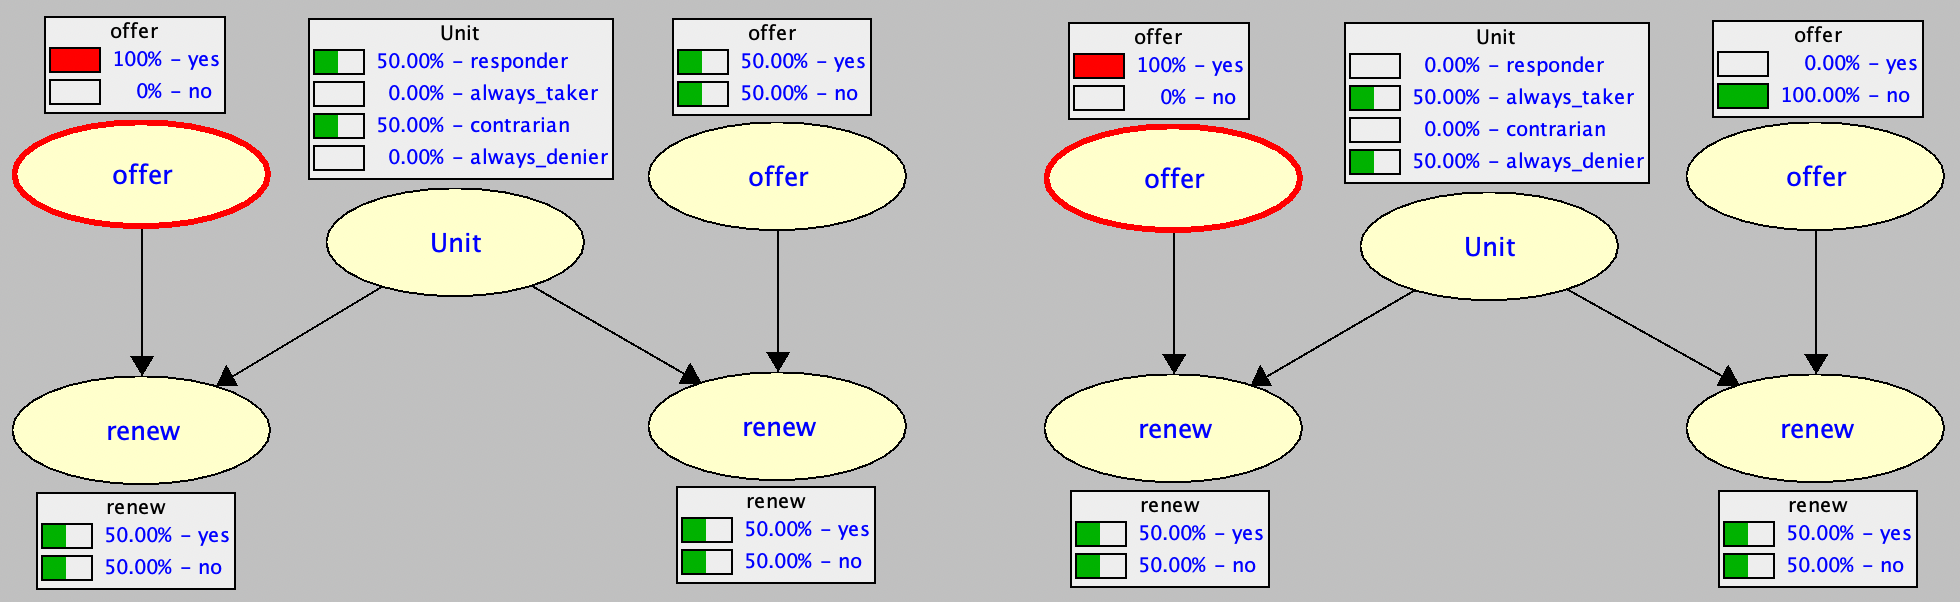 offer
100% – yes
0% – no
Unit
50.00% – responder
0.00% – always_taker
50.00% – contrarian
0.00% – always_denier
offer
50.00% – yes
50.00% – no
offer
Unit
offer
renew
renew
renew
50.00% – yes
50.00% – no
renew
50.00% – yes
50.00% – no
offer
100% – yes
0% – no
Unit
0.00% – responder
50.00% – always_taker
0.00% – contrarian
50.00% – always_denier
offer
0.00% – yes
100.00% – no
offer
Unit
offer
renew
renew
renew
50.00% – yes
50.00% – no
renew
50.00% – yes
50.00% – no